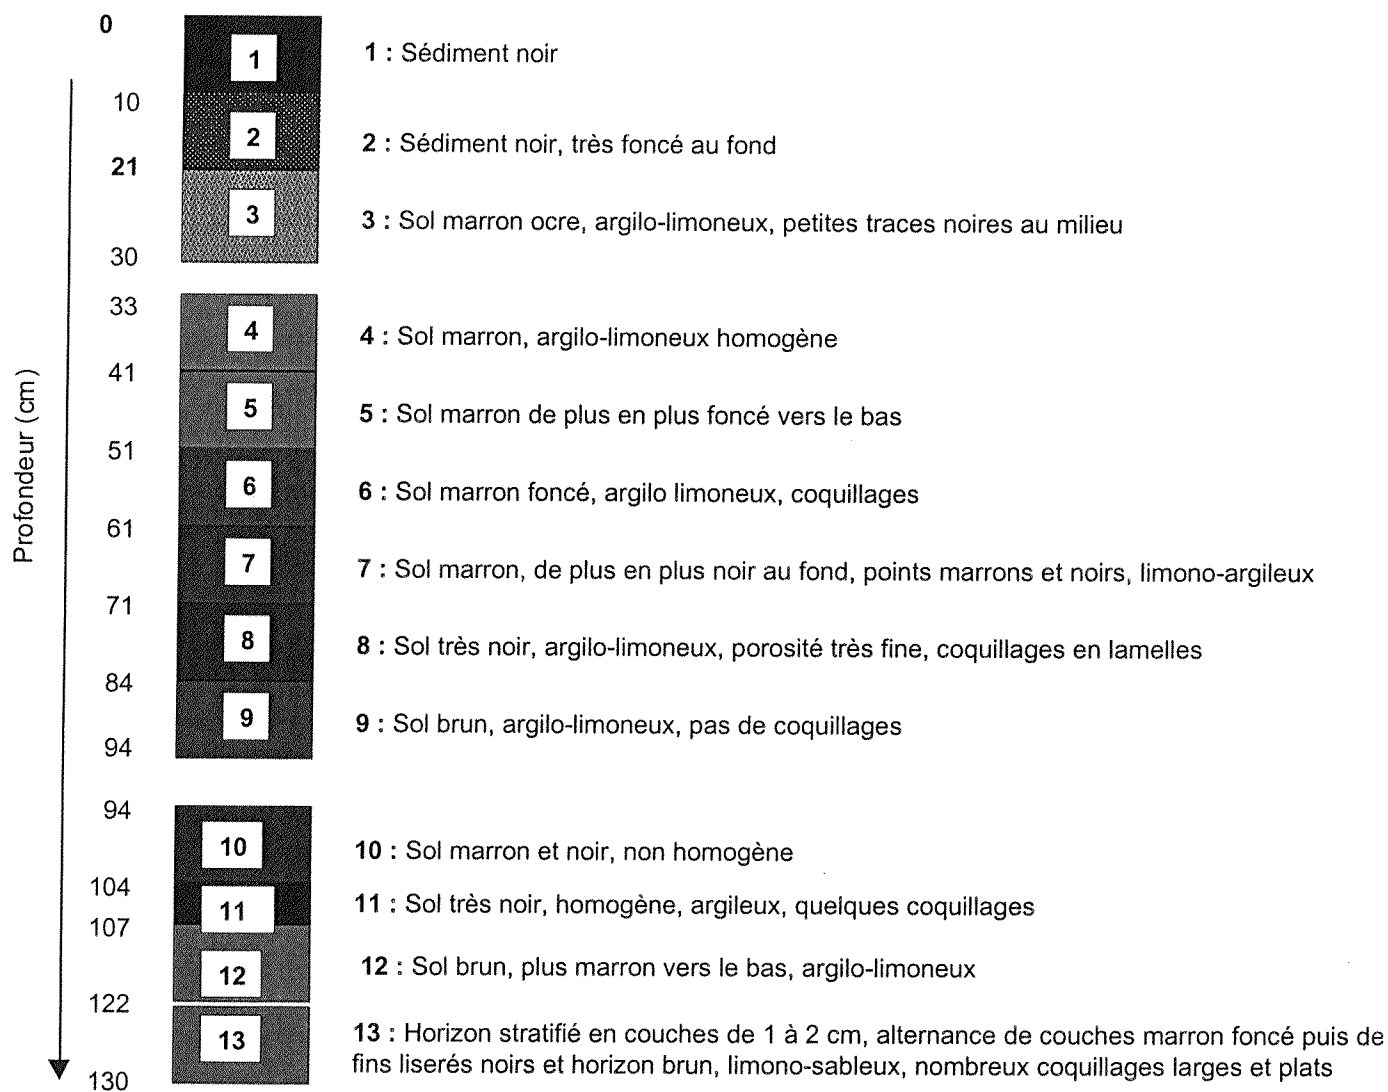 0
1
1 : Sédiment noir
10
2
2 : Sédiment noir, très foncé au fond
21
3
3 : Sol marron ocre, argilo-limoneux, petites traces noires au milieu
30
33
4
4 : Sol marron, argilo-limoneux homogène
41
5
5 : Sol marron de plus en plus foncé vers le bas
51
6
6 : Sol marron foncé, argilo limoneux, coquillages
61
7
7 : Sol marron, de plus en plus noir au fond, points marrons et noirs, limono-argileux
71
8
8 : Sol très noir, argilo-limoneux, porosité très fine, coquillages en lamelles
84
9
9 : Sol brun, argilo-limoneux, pas de coquillages
94
94
10
10 : Sol marron et noir, non homogène
104
11
11 : Sol très noir, homogène, argileux, quelques coquillages
107
12
12 : Sol brun, plus marron vers le bas, argilo-limoneux
122
13
13 : Horizon stratifié en couches de 1 à 2 cm, alternance de couches marron foncé puis de
fins liserés noirs et horizon brun, limono-sableux, nombreux coquillages larges et plats
130
Profondeur (cm)